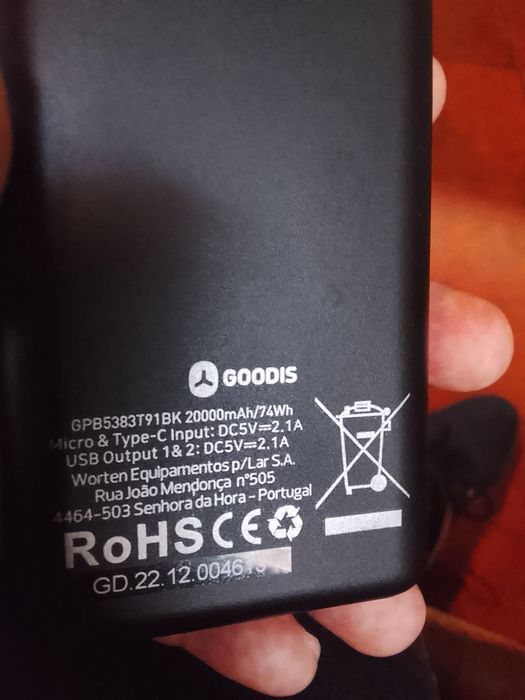 GOODIS
GPB5383T91BK 20000mAh/74Wh
Micro & Type-C Input: DC5V⎓2.1A
USB Output 1& 2: DC5V⎓2.1A
Worten Equipamentos p/Lar S.A.
Rua João Mendonça nº505
4464-503 Senhora da Hora - Portugal
RoHS CE